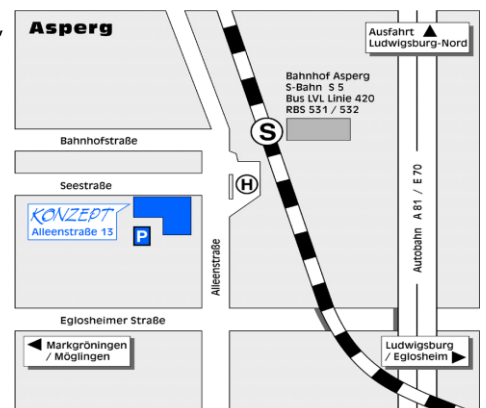 Asperg
Ausfahrt ▲
Ludwigsburg-Nord
Bahnhof Asperg
S-Bahn S 5
Bus LVL Linie 420
RBS 531 / 532
S
Bahnhofstraße
Seestraße
H
KONZEPT
Alleenstraße 13
P
Alleenstraße
Autobahn A 81 / E 70
Eglosheimer Straße
◀ Markgröningen
/ Möglingen
Ludwigsburg
/ Eglosheim ▶